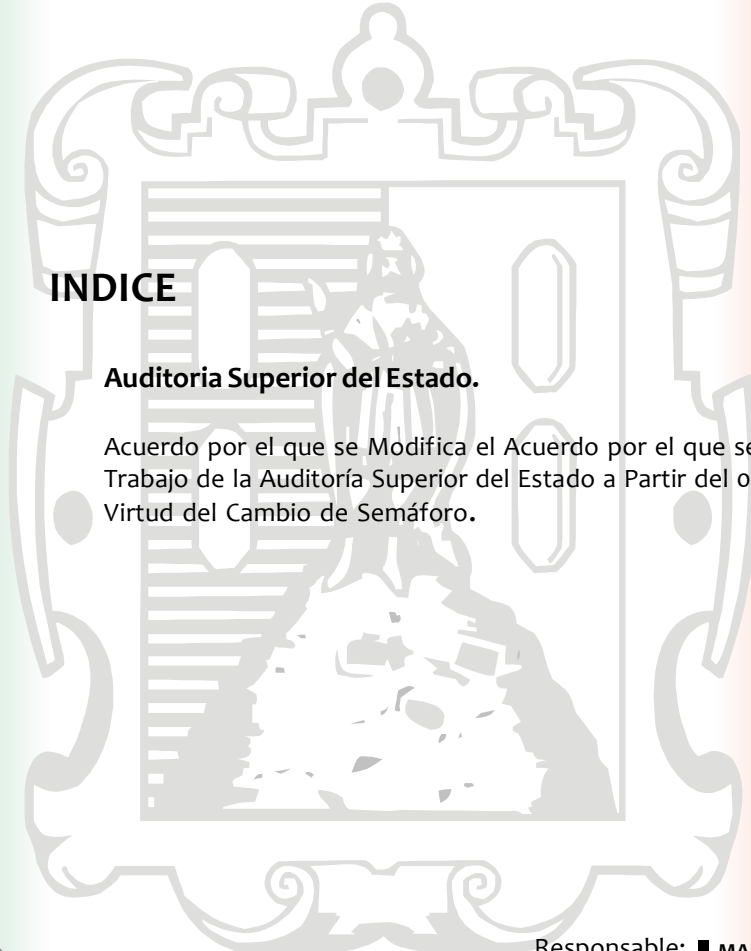 INDICE
Auditoria Superior del Estado.
Acuerdo por el que se Modifica el Acuerdo por el que se
Trabajo de la Auditoría Superior del Estado a Partir del
Virtud del Cambio de Semáforo.
Responsable: